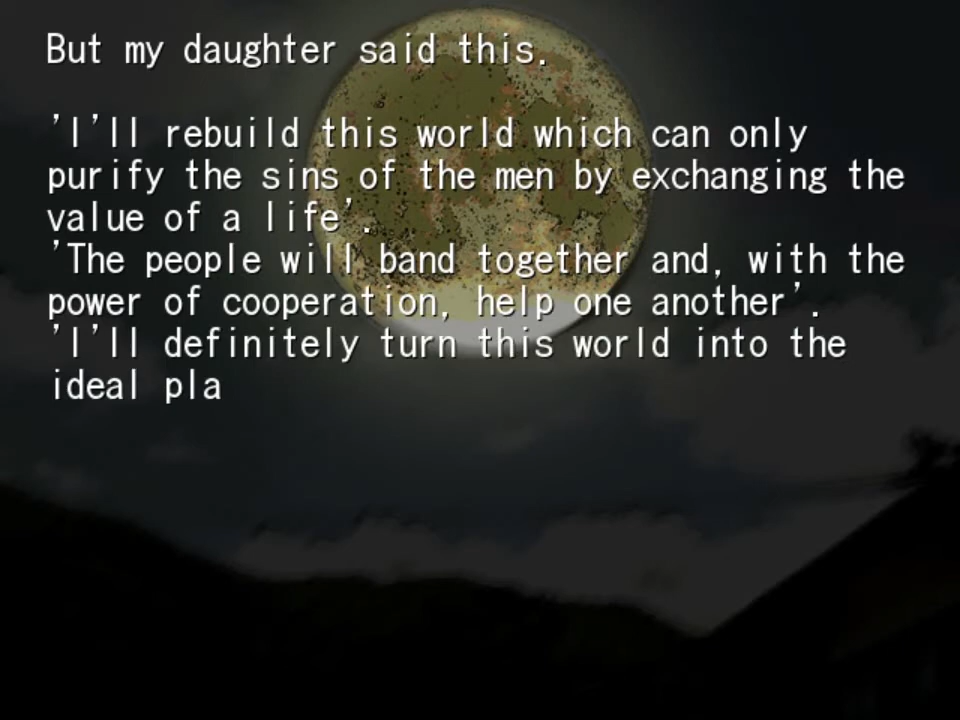 But my daughter said this.
'I'll rebuild this world which can only
purify the sins of the men by exchanging the
value of a life'.
'The people will band together and, with the
power of cooperation, help one another'.
'I'll definitely turn this world into the
ideal pla